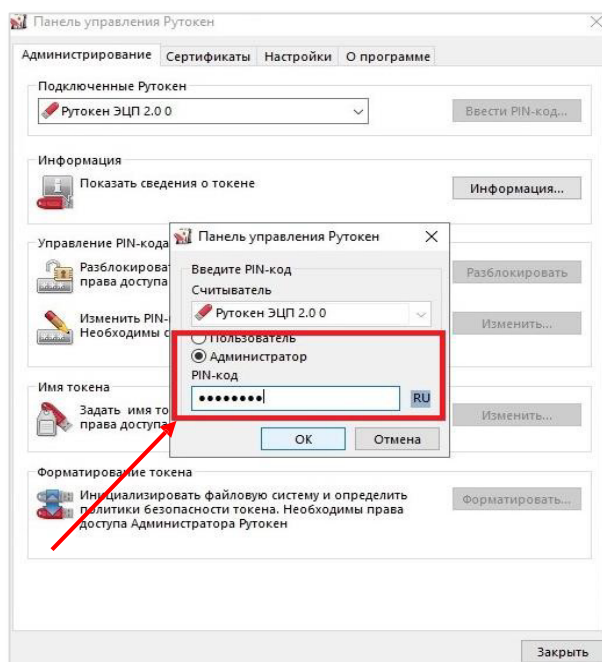 Панель управления Рутокен
Администрирование Сертификаты Настройки О программе
Подключенные Рутокен
Рутокен ЭЦП 2.0 0
Ввести PIN-код...
Информация
Показать сведения о токене
Информация...
Управление PIN-кода
Разблокирова
права доступа
Разблокировать
Изменить PIN-
Необходимы с
Изменить...
Панель управления Рутокен
Введите PIN-код
Считыватель
Рутокен ЭЦП 2.0 0
Пользователь
Администратор
PIN-код
••••••••
RU
ОК Отмена
Имя токена
Задать имя то
права доступа
Изменить...
Форматирование токена
Инициализировать файловую систему и определить
политики безопасности токена. Необходимы права
доступа Администратора Рутокен
Форматировать...
Закрыть